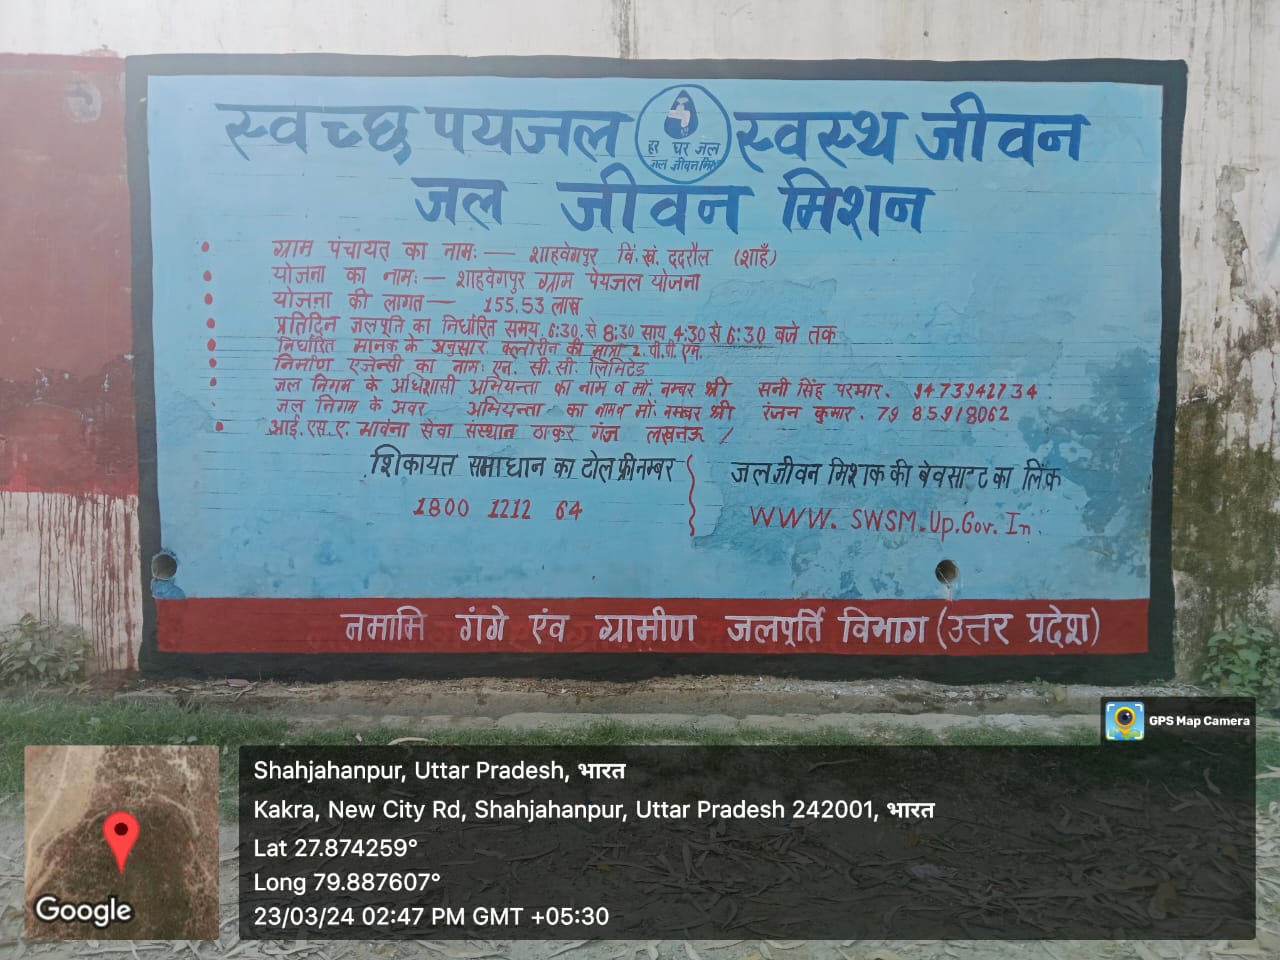 स्वच्छ पयजल स्वस्थ जीवन
हर घर जल
जल जीवन मिशन
जल जीवन मिशन
ग्राम पंचायत का नामः — शाहवेगपुर वि.खं. ददरौल (शाहँ)
योजना का नामः — शाहवेगपुर ग्राम पेयजल योजना
योजना की लागत — 155.53 लाख
प्रतिदिन जलपूर्ति का निर्धारित समय. 6:30 से 8:30 साय 4:30 से 6:30 बजे तक
निर्धारित मानक के अनुसार क्लोरीन की मात्रा 2. पी. पी. एम.
निर्माण एजेन्सी का नामः एन. सी. सी. लिमिटेड
जल निगम के अधिशासी अभियन्ता का नाम व मो. नम्बर श्री सनी सिंह परमार. 9473942734
जल निगम के अवर अभियन्ता का नाम व मो. नम्बर श्री रंजन कुमार. 79 85918062
आई.एस.ए. भावना सेवा संस्थान ठाकुर गंज लखनऊ /
शिकायत समाधान का टोल फ्री नम्बर
1800 1212 64
जलजीवन मिशक की बेवसाटट का लिंक
WWW. SWSM.Up.Gov.In.
नमामि गंगे एंव ग्रामीण जलपूर्ति विभाग (उत्तर प्रदेश)
GPS Map Camera
Shahjahanpur, Uttar Pradesh, भारत
Kakra, New City Rd, Shahjahanpur, Uttar Pradesh 242001, भारत
Lat 27.874259°
Long 79.887607°
23/03/24 02:47 PM GMT +05:30
Google